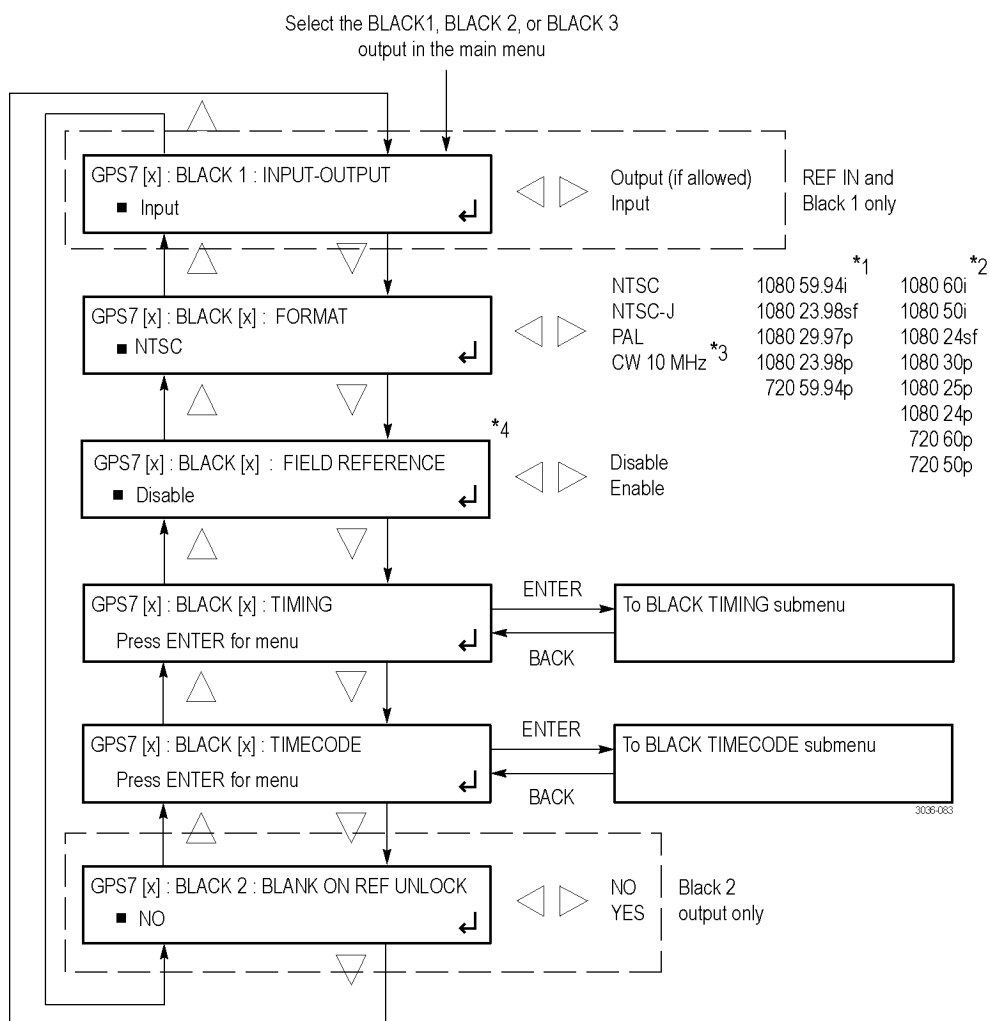 Select the BLACK1, BLACK 2, or BLACK 3
output in the main menu
GPS7 [x] : BLACK 1 : INPUT-OUTPUT
■ Input
Output (if allowed)
Input
REF IN and
Black 1 only
GPS7 [x] : BLACK [x] : FORMAT
■ NTSC
NTSC
NTSC-J
PAL
CW 10 MHz *3
*1
1080 59.94i
1080 23.98sf
1080 29.97p
1080 23.98p
720 59.94p
*2
1080 60i
1080 50i
1080 24sf
1080 30p
1080 25p
1080 24p
720 60p
720 50p
*4
GPS7 [x] : BLACK [x] : FIELD REFERENCE
■ Disable
Disable
Enable
GPS7 [x] : BLACK [x] : TIMING
Press ENTER for menu
ENTER
BACK
To BLACK TIMING submenu
GPS7 [x] : BLACK [x] : TIMECODE
Press ENTER for menu
ENTER
BACK
To BLACK TIMECODE submenu
3036-083
GPS7 [x] : BLACK 2 : BLANK ON REF UNLOCK
■ NO
NO
YES
Black 2
output only